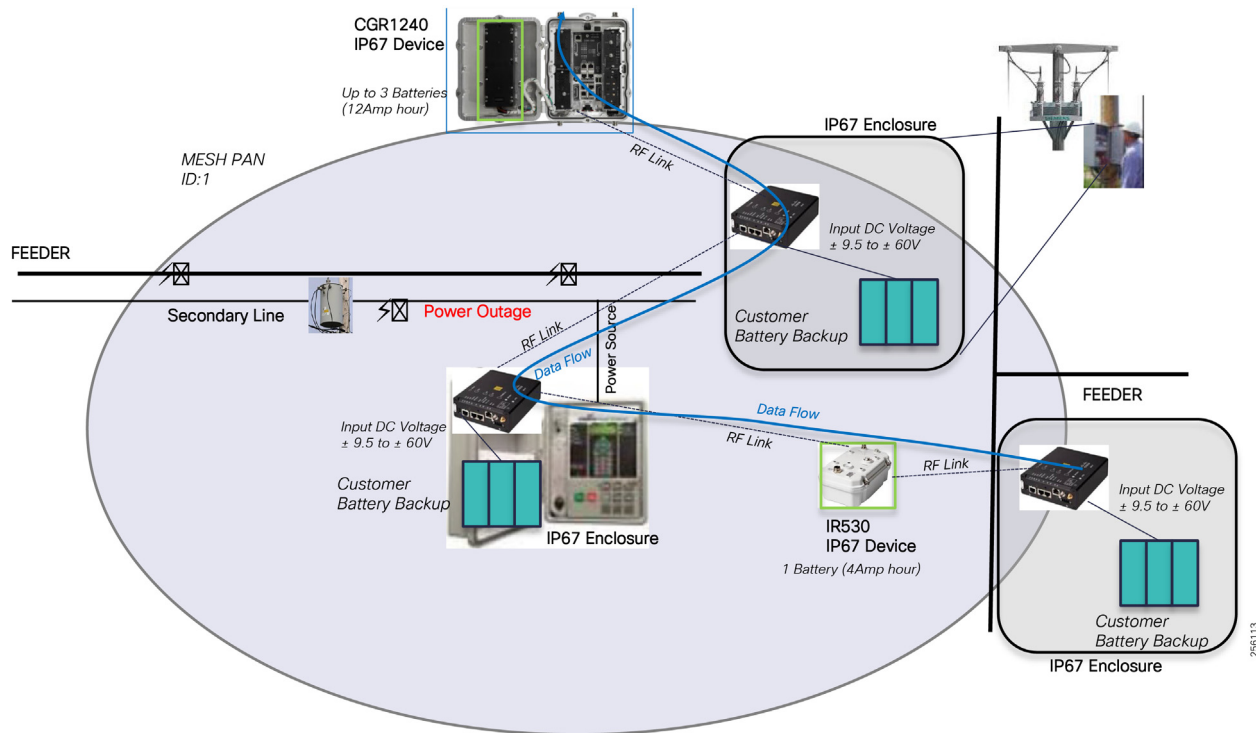 CGR1240
IP67 Device
Up to 3 Batteries
(12Amp hour)
IP67 Enclosure
MESH PAN
ID:1
RF Link
Input DC Voltage
± 9.5 to ± 60V
FEEDER
Secondary Line
Power Outage
Customer
Battery Backup
RF Link
Power Source
Data Flow
FEEDER
Data Flow
RF Link
RF Link
Input DC Voltage
± 9.5 to ± 60V
Customer
Battery Backup
IP67 Enclosure
IR530
IP67 Device
1 Battery (4Amp hour)
Input DC Voltage
± 9.5 to ± 60V
Customer
Battery Backup
IP67 Enclosure
256113